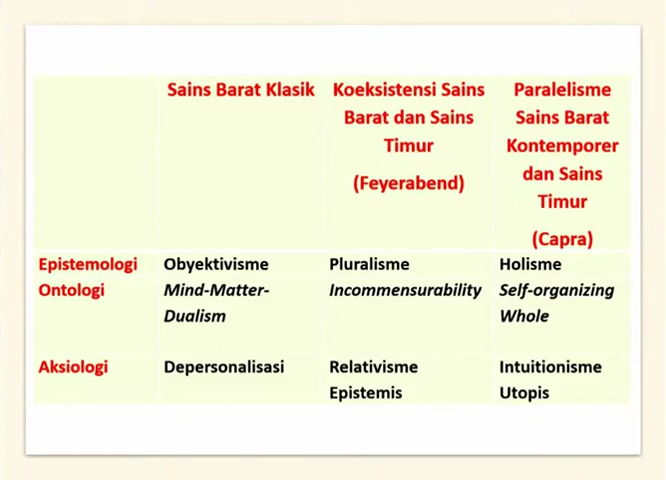 Sains Barat Klasik
Koeksistensi Sains
Barat dan Sains
Timur
(Feyerabend)
Paralelisme
Sains Barat
Kontemporer
dan Sains
Timur
(Capra)
Epistemologi
Obyektivisme
Pluralisme
Holisme
Ontologi
Mind-Matter-
Dualism
Incommensurability
Self-organizing
Whole
Aksiologi
Depersonalisasi
Relativisme
Epistemis
Intuitionisme
Utopis